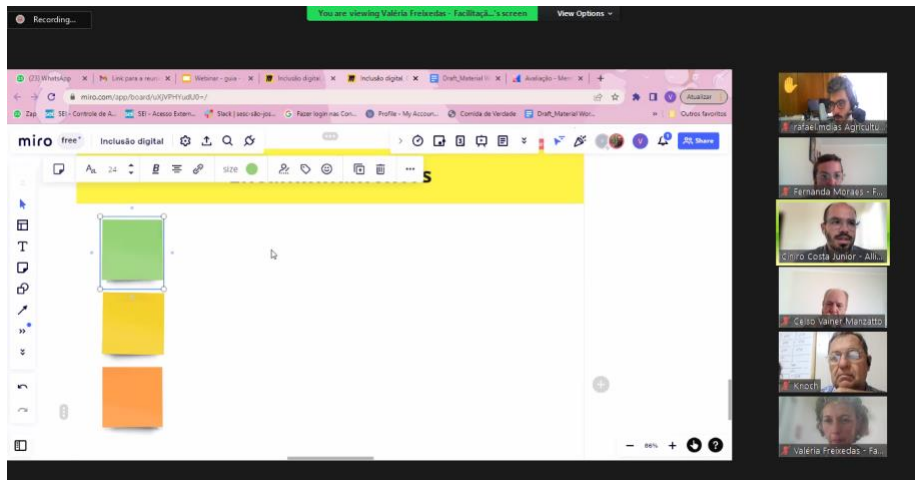 Recording...
You are viewing Valéria Freixedas - Facilitaçã...'s screen
View Options
(23) WhatsApp
Link para a reuni
Webinar - guia -
Inclusão digital
Inclusão digital
Draft_Material W
Avaliação - Men
miro.com/app/board/uXjVPHYudU0=/
Atualizar
Zap
SEI - Controle de A...
SEI - Acesso Extern...
Slack | sassi-são-jos...
Fazer login nas Con...
Profile - My Accoun...
Comida de Verdade
Draft_Material Wor...
Outros favoritos
miro
free
Inclusão digital
Share
24
size
86%
rafael.mdias Agricultu...
Fernanda Moraes - F...
Ciniro Costa Junior - Alli...
Celso Vainer Manzatto
Knoch
Valéria Freixedas - Fa...